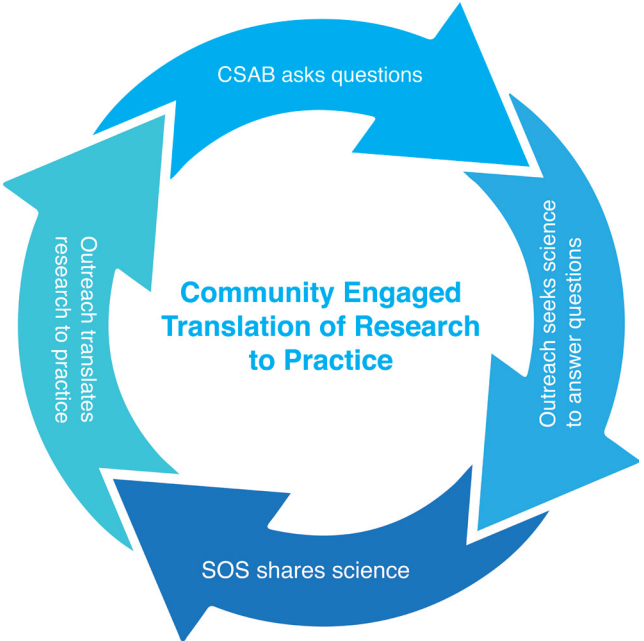 CSAB asks questions
Outreach seeks science
to answer questions
SOS shares science
Outreach translates
research to practice
Community Engaged
Translation of Research
to Practice